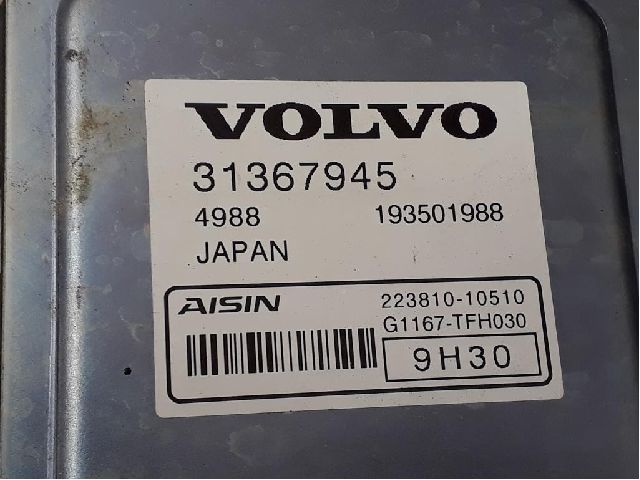 VOLVO
31367945
4988 193501988
JAPAN
AISIN 223810-10510
G1167-TFH030
9H30